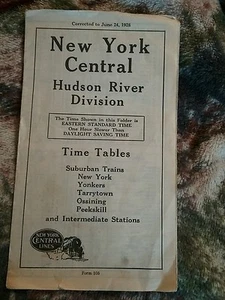 Corrected to June 24, 1928
New York
Central
Hudson River
Division
The Time Shown in this Folder is
EASTERN STANDARD TIME
One Hour Slower Than
DAYLIGHT SAVING TIME
Time Tables
Suburban Trains
New York
Yonkers
Tarrytown
Ossining
Peekskill
and Intermediate Stations
NEW YORK
CENTRAL
LINES